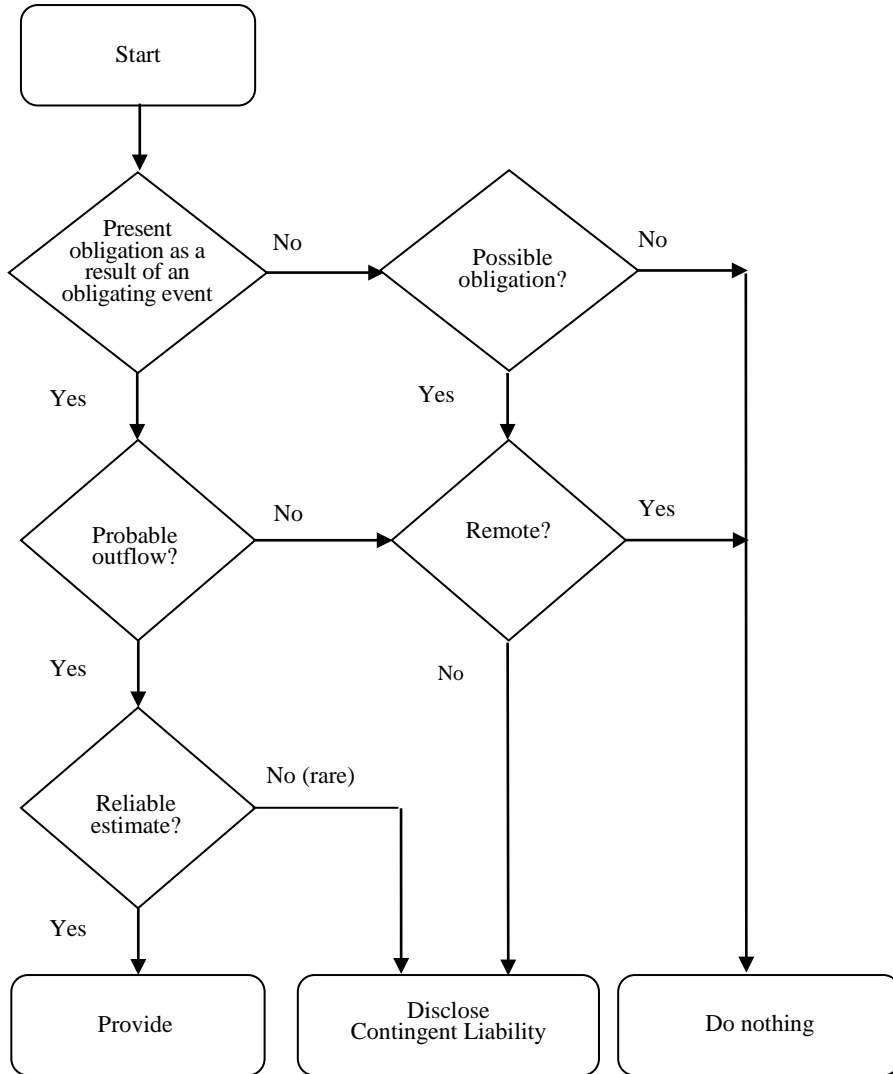 Start
Present
obligation as a
result of an
obligating event
No
Possible
obligation?
No
Yes
Yes
Probable
outflow?
No
Remote?
Yes
Yes
No
Reliable
estimate?
No (rare)
Yes
Provide
Disclose
Contingent Liability
Do nothing